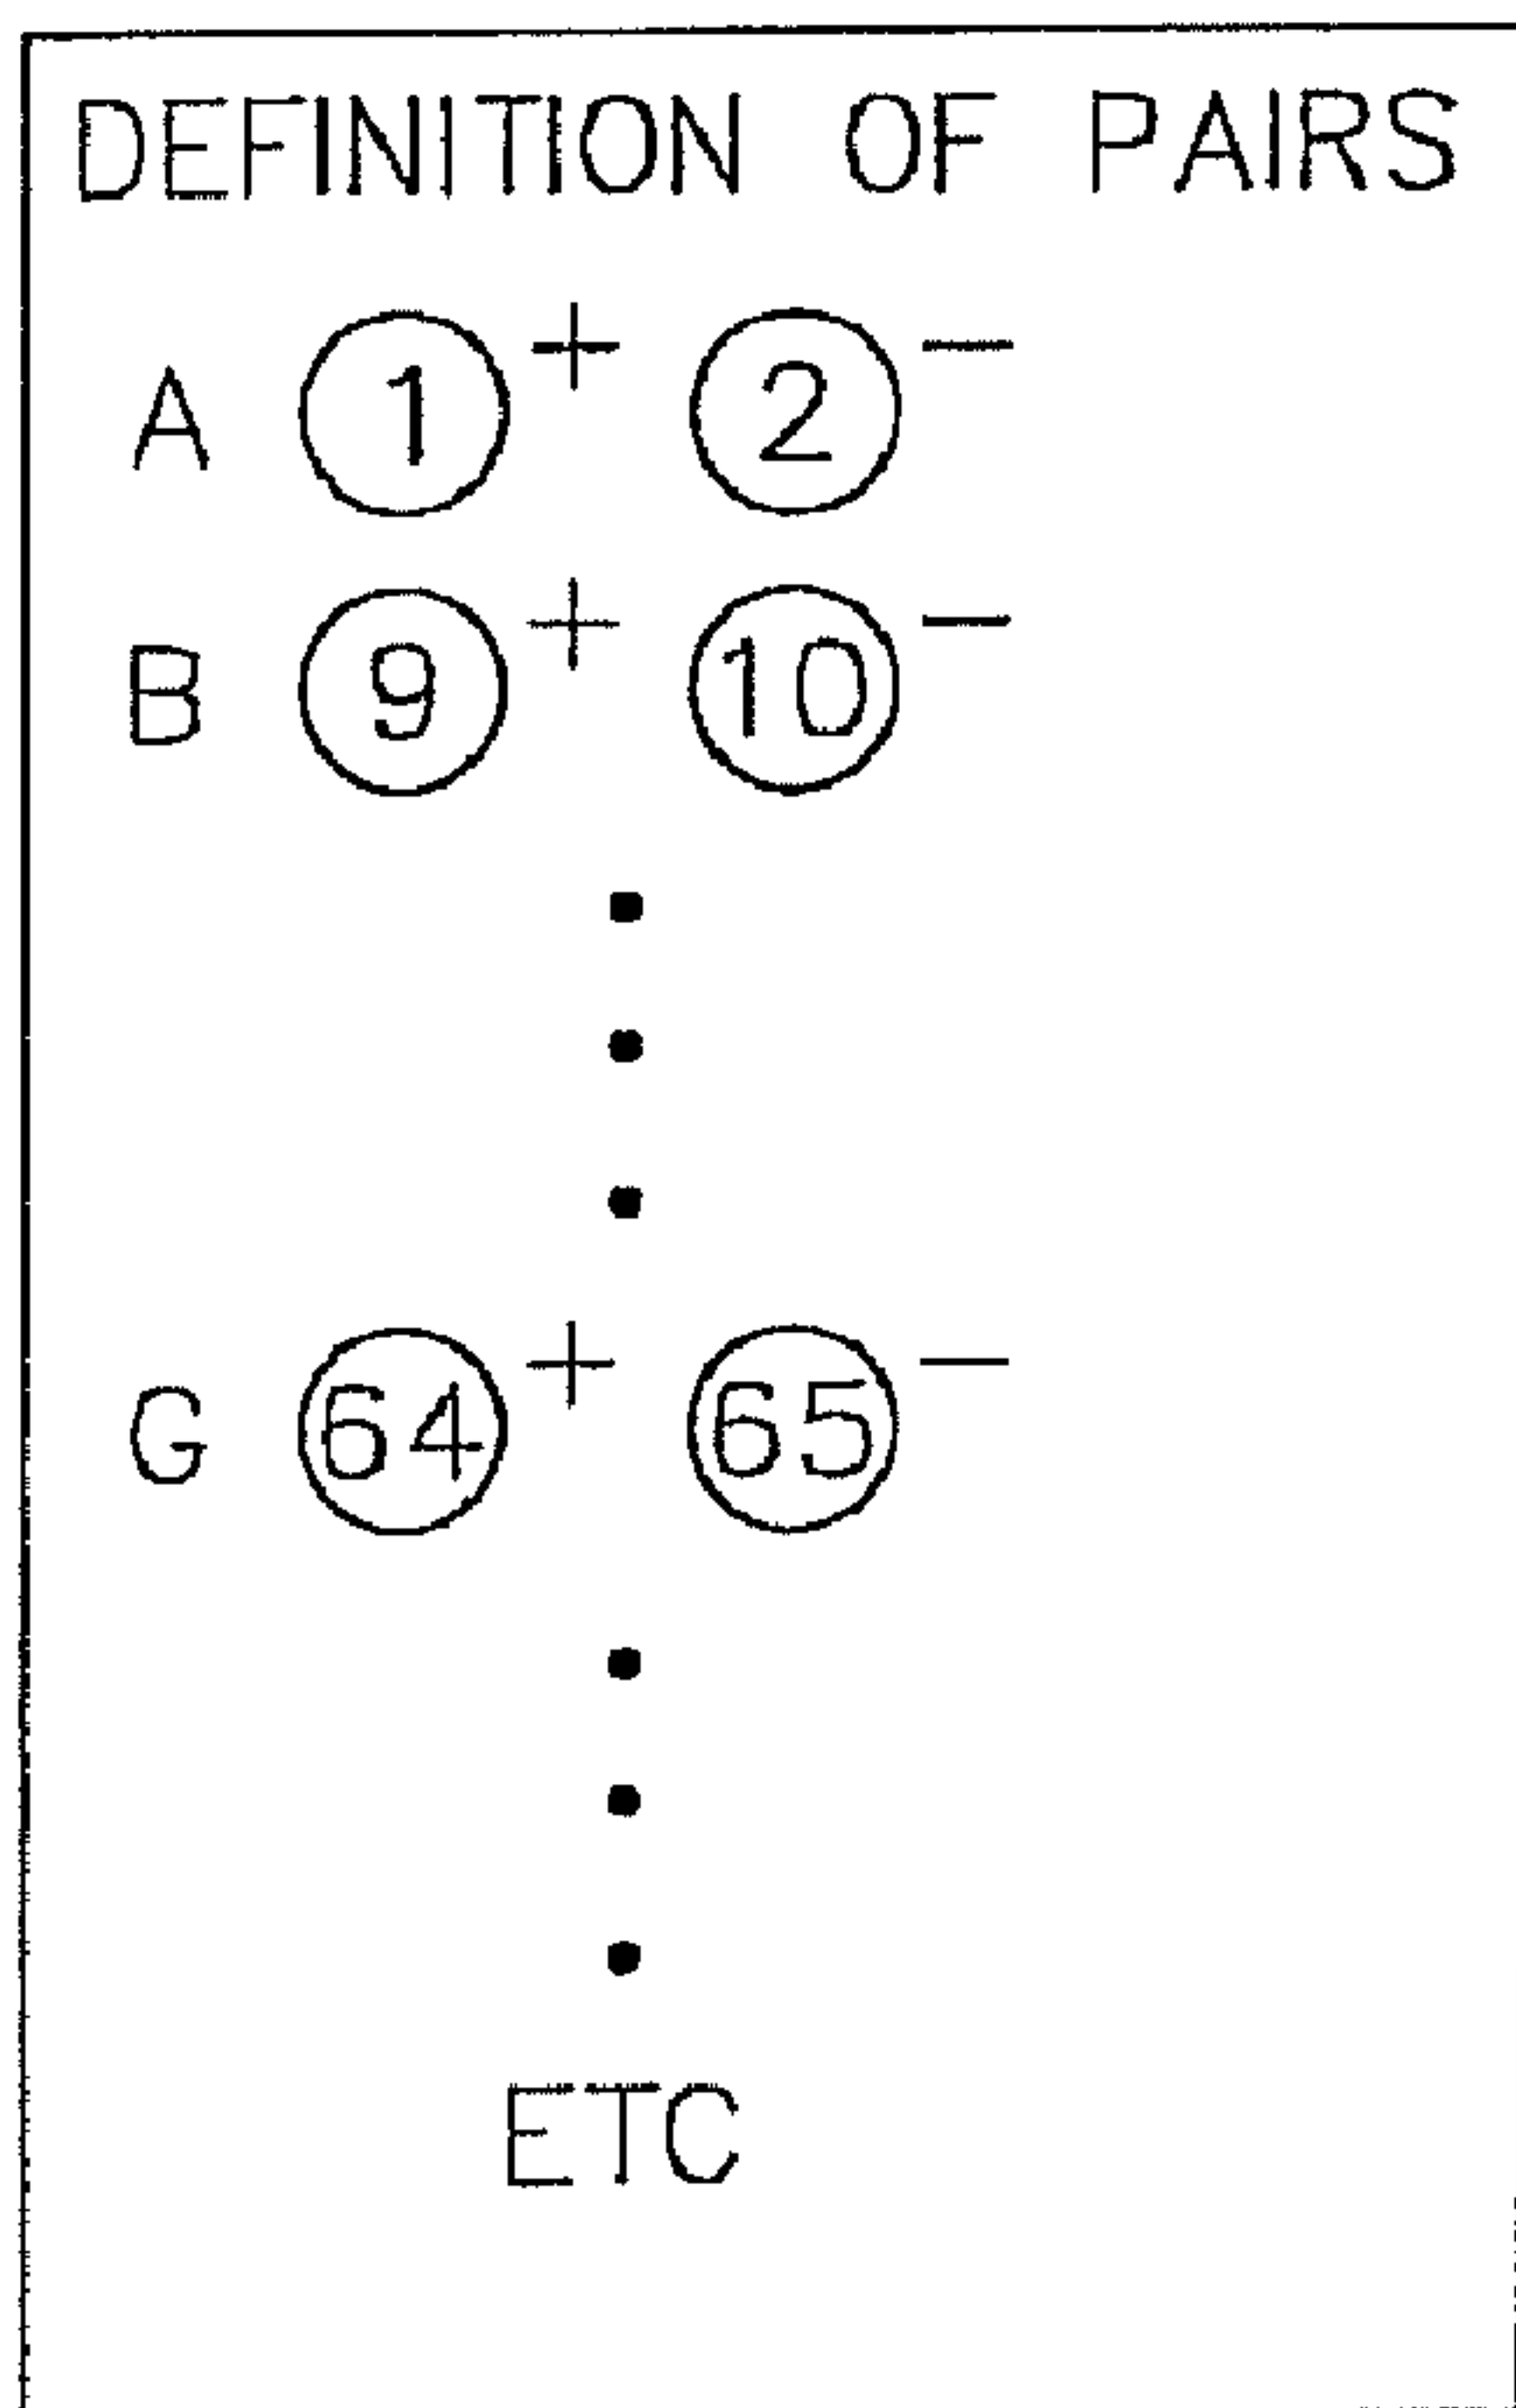 DEFINITION OF PAIRS
A 1 + 2 −
B 9 + 10 −
G 64 + 65 −
ETC